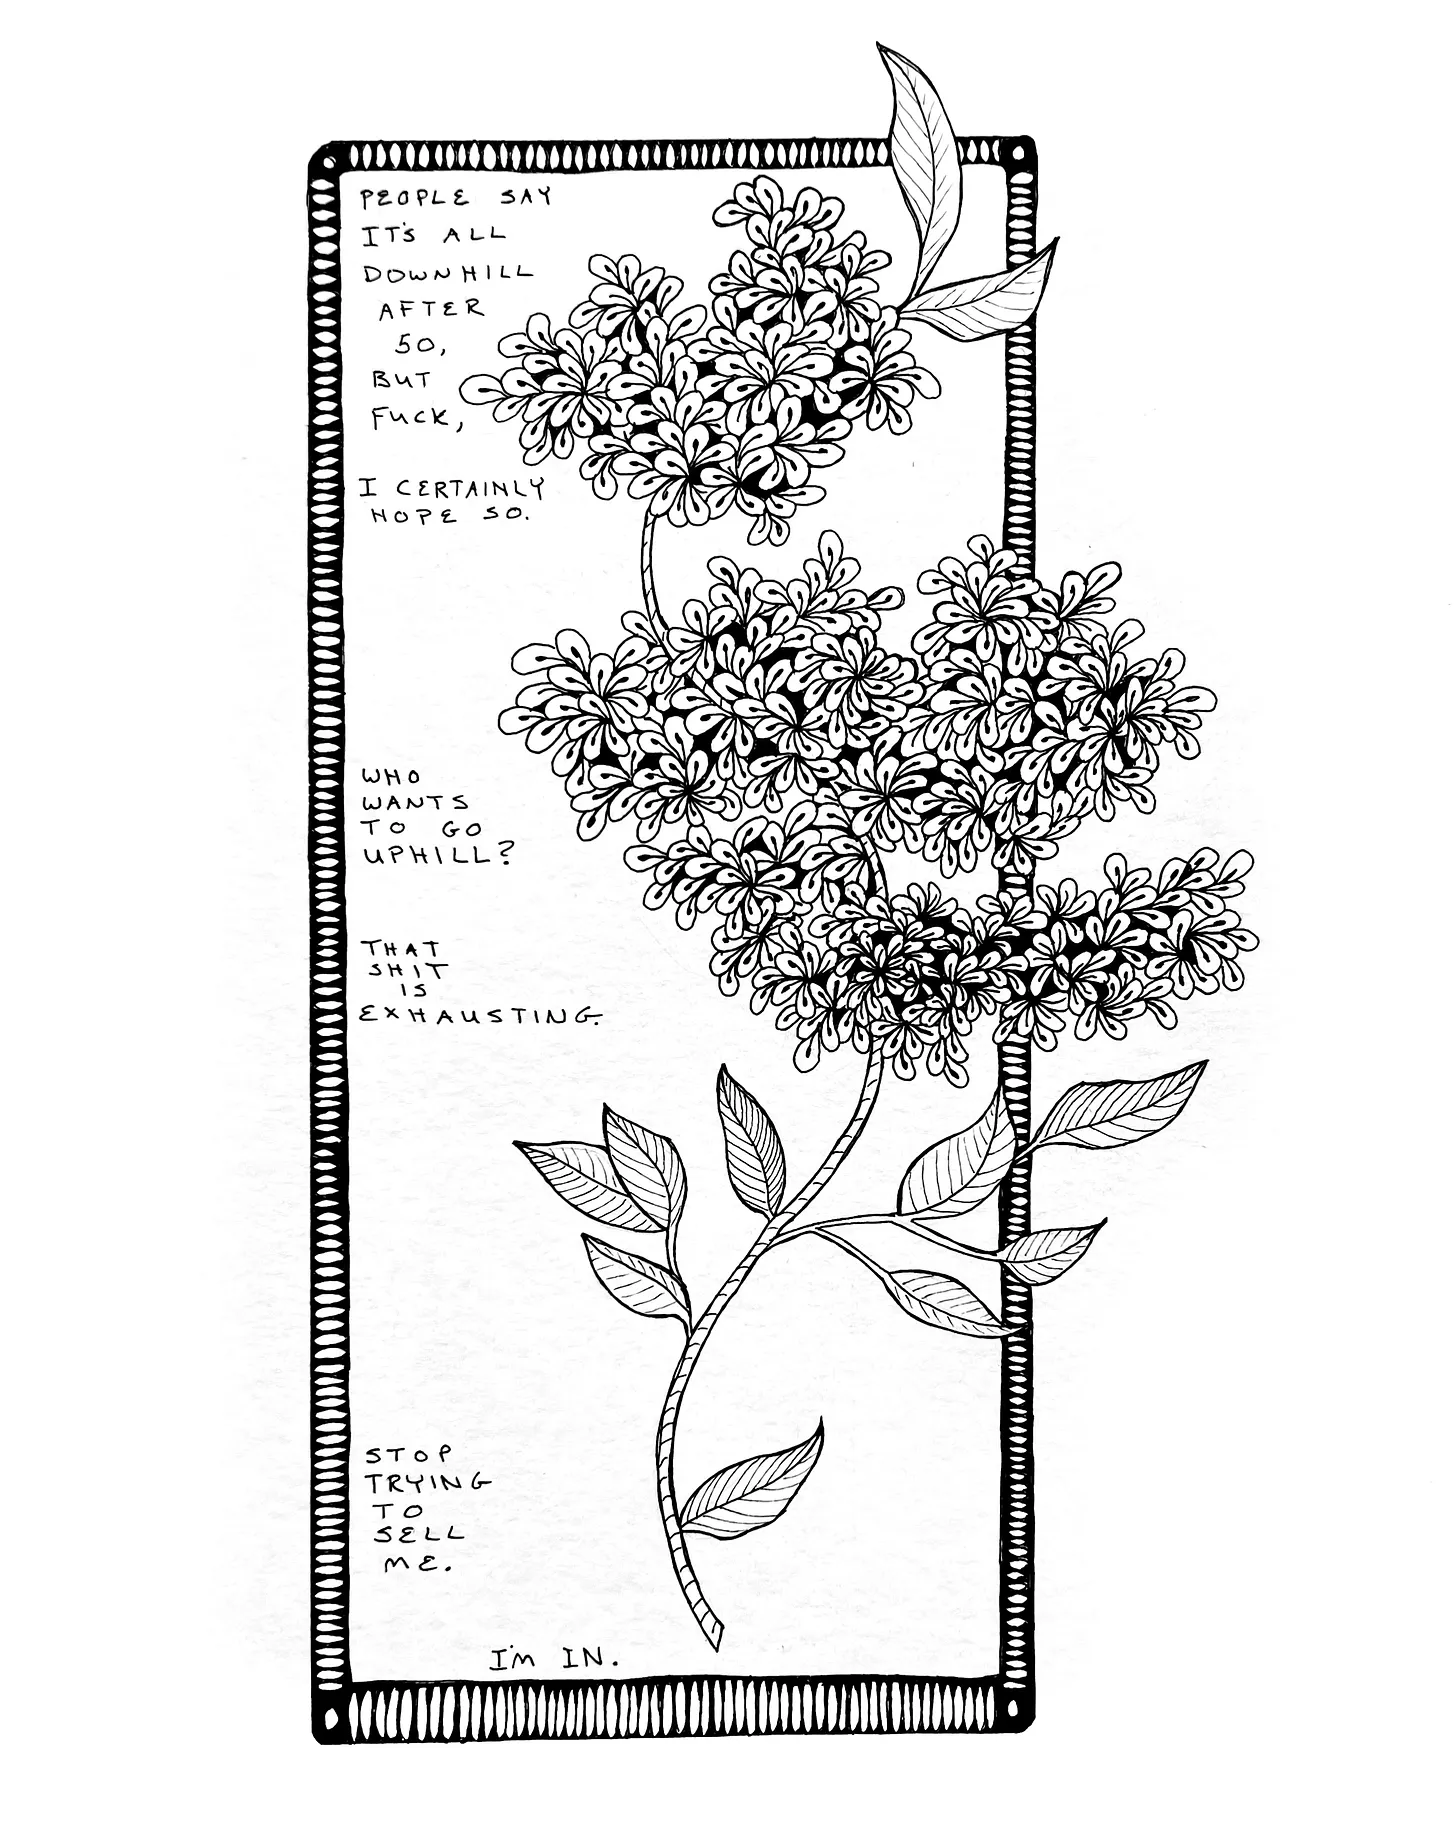 PEOPLE SAY
IT'S ALL
DOWNHILL
AFTER
50,
BUT
FUCK,
I CERTAINLY
HOPE SO.
WHO
WANTS
TO GO
UPHILL?
THAT
SHIT
IS
EXHAUSTING.
STOP
TRYING
TO
SELL
ME.
I'M IN.